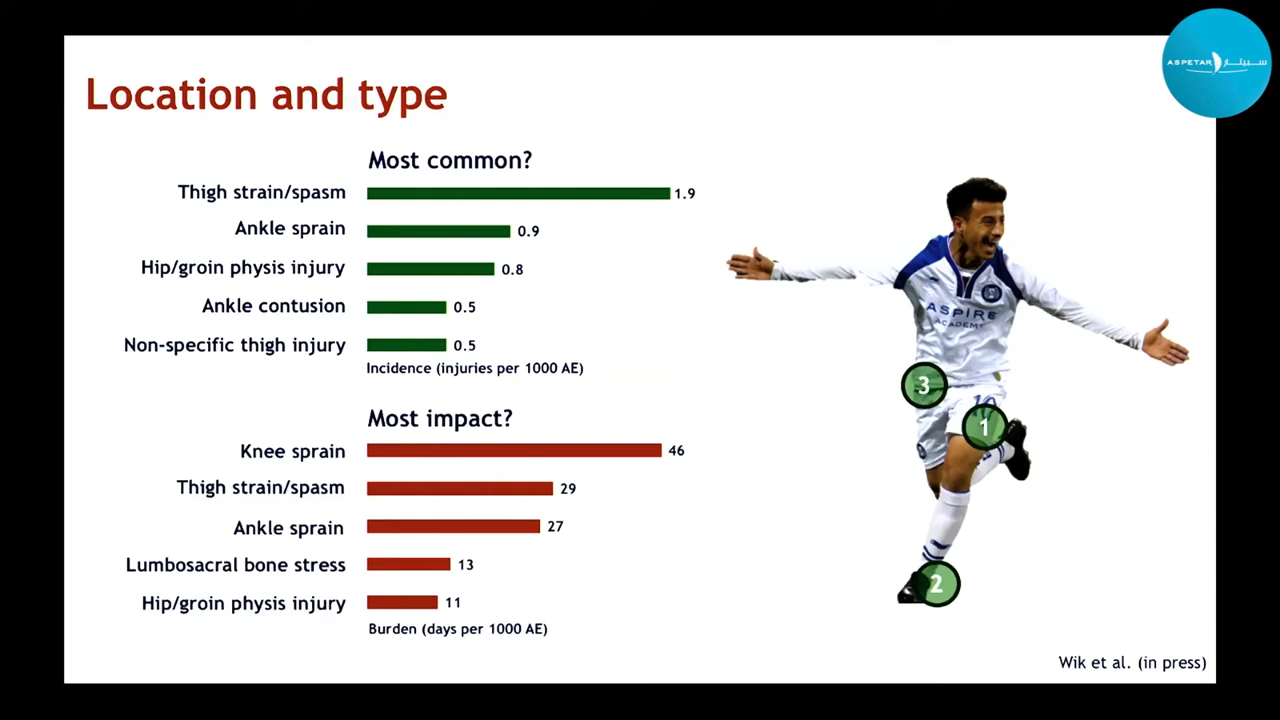 ASPETAR سبيتار
Location and type
Most common?
Thigh strain/spasm 1.9
Ankle sprain 0.9
Hip/groin physis injury 0.8
Ankle contusion 0.5
Non-specific thigh injury 0.5
Incidence (injuries per 1000 AE)
Most impact?
Knee sprain 46
Thigh strain/spasm 29
Ankle sprain 27
Lumbosacral bone stress 13
Hip/groin physis injury 11
Burden (days per 1000 AE)
ASPIRE
ACADEMY
3
10
1
2
Wik et al. (in press)